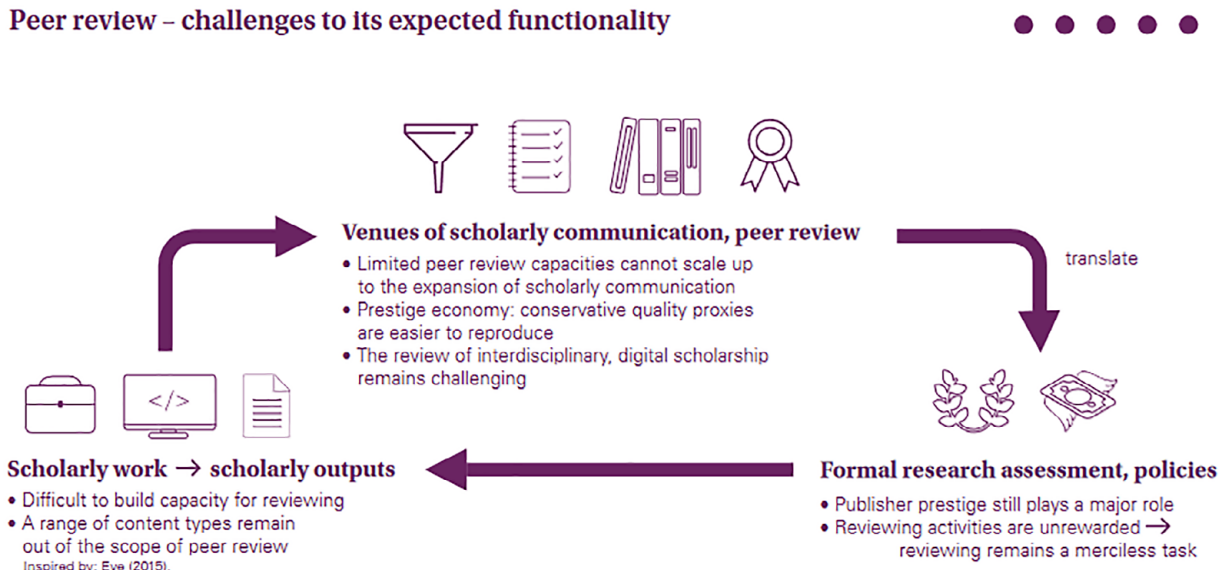 Peer review – challenges to its expected functionality
</>
Venues of scholarly communication, peer review
• Limited peer review capacities cannot scale up
to the expansion of scholarly communication
• Prestige economy: conservative quality proxies
are easier to reproduce
• The review of interdisciplinary, digital scholarship
remains challenging
translate
Scholarly work → scholarly outputs
• Difficult to build capacity for reviewing
• A range of content types remain
out of the scope of peer review
Inspired by: Eve (2015).
Formal research assessment, policies
• Publisher prestige still plays a major role
• Reviewing activities are unrewarded →
reviewing remains a merciless task